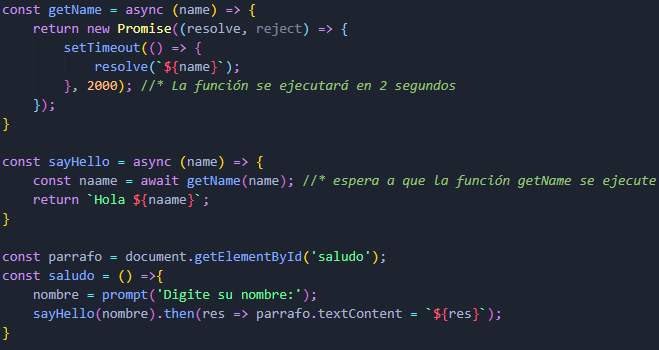 const getName = async (name) => {
    return new Promise((resolve, reject) => {
        setTimeout(() => {
            resolve(`${name}`);
        }, 2000); //* La función se ejecutará en 2 segundos
    });
}

const sayHello = async (name) => {
    const naame = await getName(name); //* espera a que la función getName se ejecute
    return `Hola ${naame}`;
}

const parrafo = document.getElementById('saludo');
const saludo = () =>{
    nombre = prompt('Digite su nombre:');
    sayHello(nombre).then(res => parrafo.textContent = `${res}`);
}